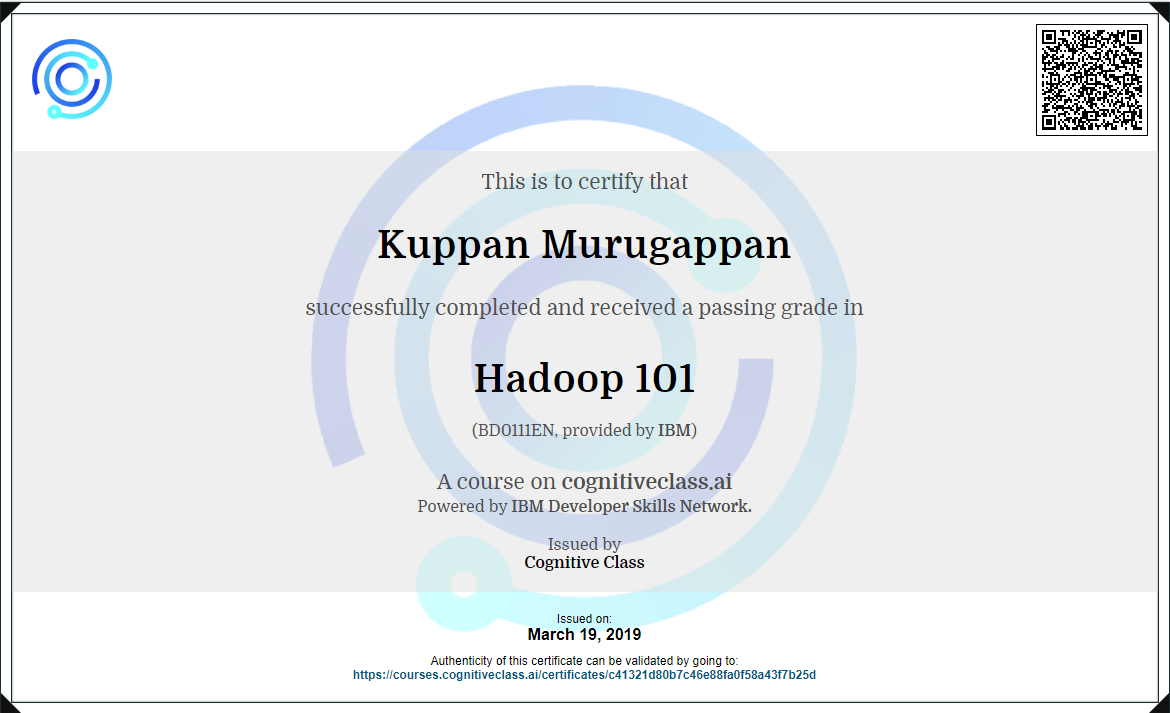 This is to certify that
Kuppan Murugappan
successfully completed and received a passing grade in
Hadoop 101
(BD0111EN, provided by IBM)
A course on cognitiveclass.ai
Powered by IBM Developer Skills Network.
Issued by
Cognitive Class
Issued on:
March 19, 2019
Authenticity of this certificate can be validated by going to:
https://courses.cognitiveclass.ai/certificates/c41321d80b7c46e88fa0f58a43f7b25d